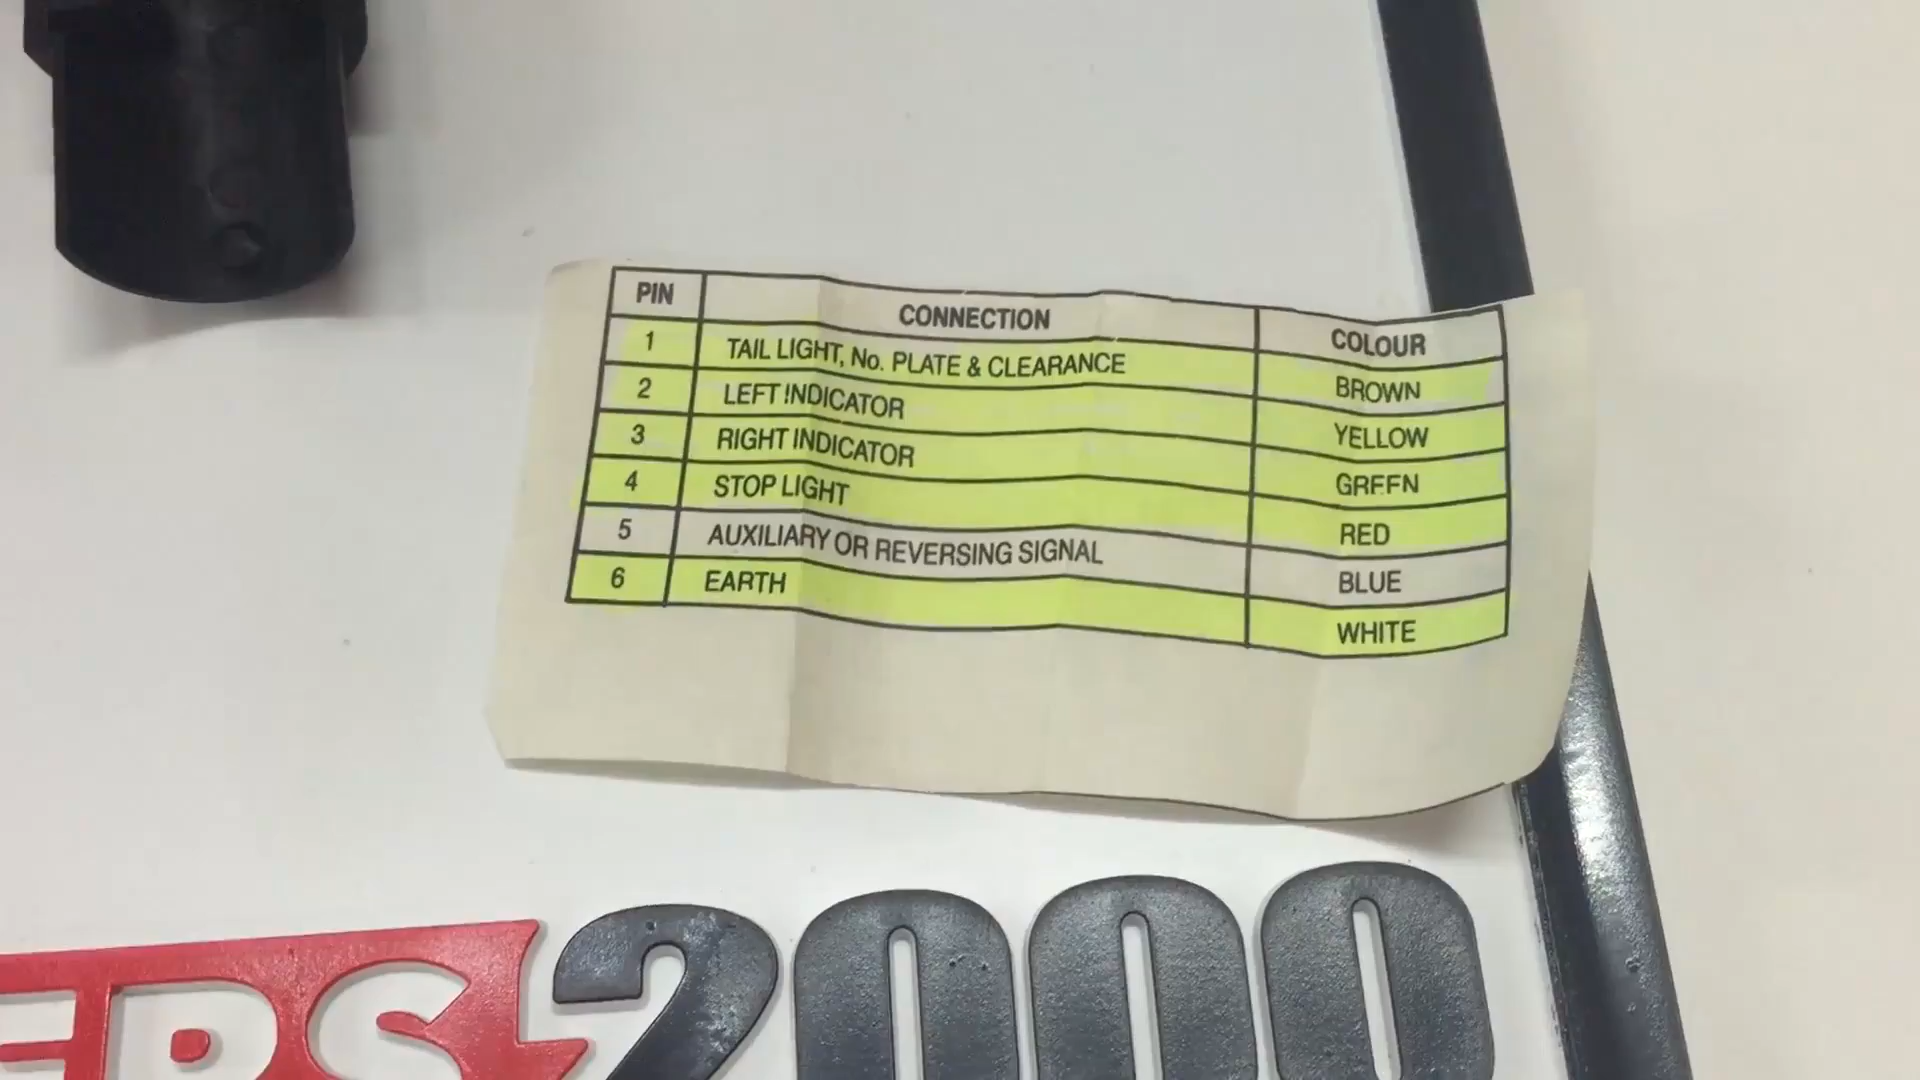 PIN CONNECTION COLOUR
1 TAIL LIGHT, No. PLATE & CLEARANCE BROWN
2 LEFT INDICATOR YELLOW
3 RIGHT INDICATOR GREEN
4 STOP LIGHT RED
5 AUXILIARY OR REVERSING SIGNAL BLUE
6 EARTH WHITE
ERS 2000